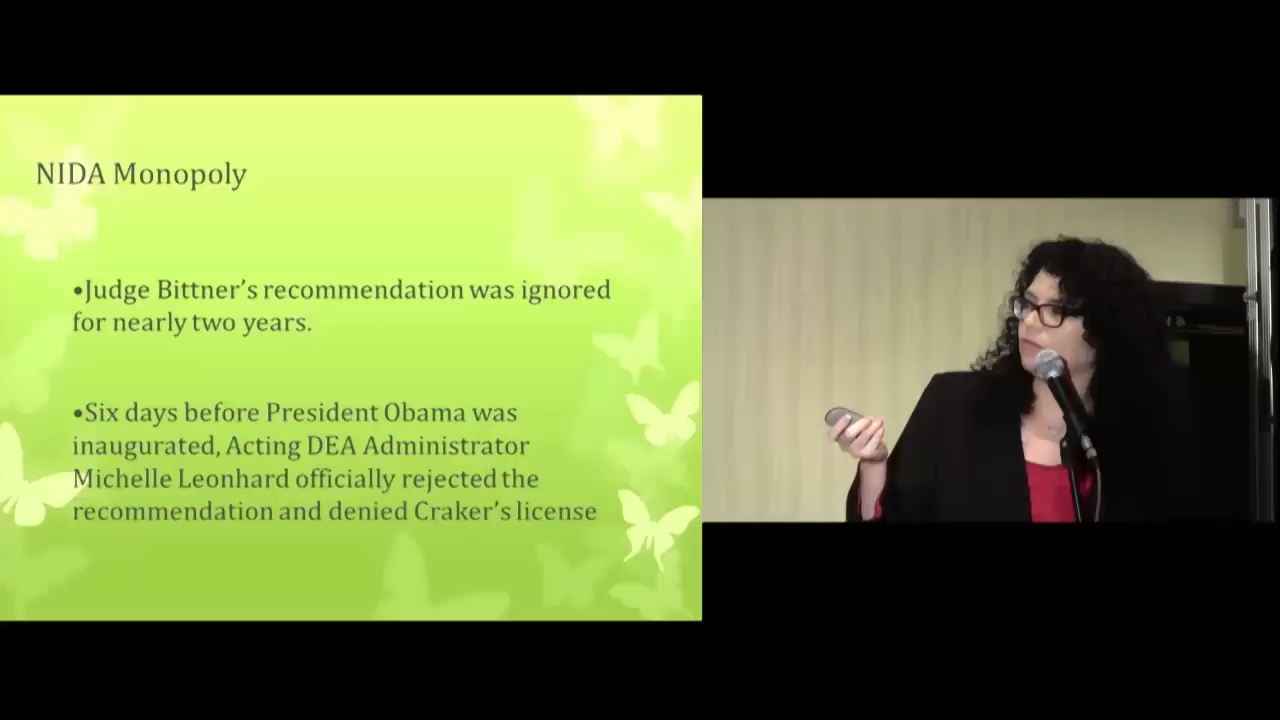 NIDA Monopoly
•Judge Bittner’s recommendation was ignored
for nearly two years.
•Six days before President Obama was
inaugurated, Acting DEA Administrator
Michelle Leonhard officially rejected the
recommendation and denied Craker’s license